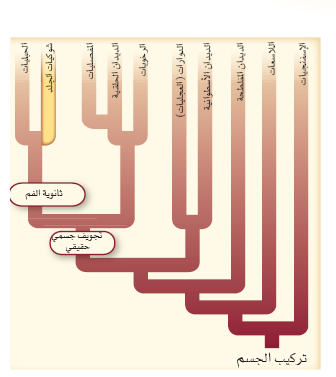 الإسفنجيات
اللاسعات
الديدان المفلطحة
الديدان الأسطوانية
الدوارات (العجليات)
الرخويات
الديدان الحلقية
المفصليات
شوكيات الجلد
الحبليات
ثانوية الفم
تجويف جسمي
حقيقي
تركيب الجسم